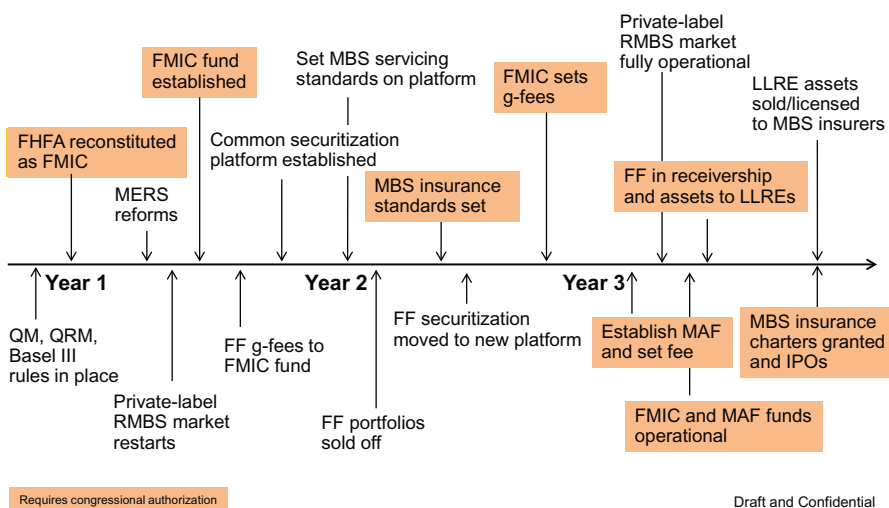 Private-label
RMBS market
fully operational
FMIC fund
established
Set MBS servicing
standards on platform
FMIC sets
g-fees
LLRE assets
sold/licensed
to MBS insurers
FHFA reconstituted
as FMIC
Common securitization
platform established
MERS
reforms
MBS insurance
standards set
FF in receivership
and assets to LLREs
Year 1
Year 2
Year 3
QM, QRM,
Basel III
rules in place
FF g-fees to
FMIC fund
FF securitization
moved to new platform
Establish MAF
and set fee
MBS insurance
charters granted
and IPOs
Private-label
RMBS market
restarts
FF portfolios
sold off
FMIC and MAF funds
operational
Requires congressional authorization
Draft and Confidential